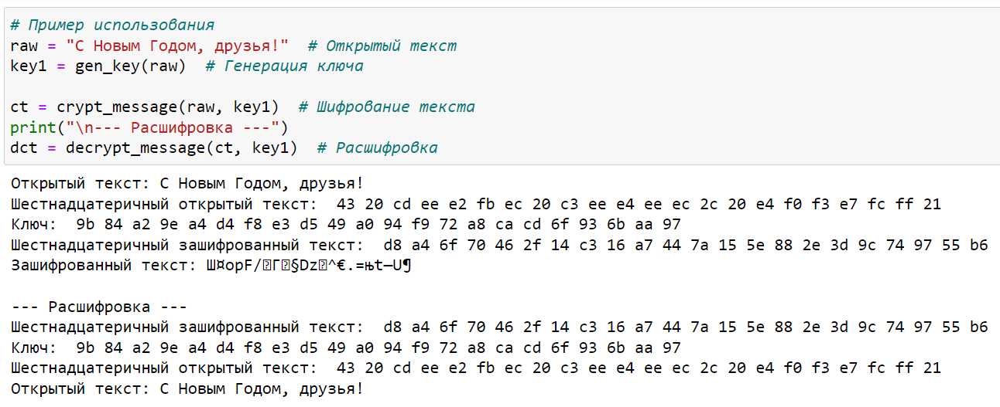 # Пример использования
raw = "С Новым Годом, друзья!"  # Открытый текст
key1 = gen_key(raw)  # Генерация ключа
ct = crypt_message(raw, key1)  # Шифрование текста
print("\n--- Расшифровка ---")
dct = decrypt_message(ct, key1)  # Расшифровка
Открытый текст: С Новым Годом, друзья!
Шестнадцатеричный открытый текст:  43 20 cd ee e2 fb ec 20 c3 ee e4 ee ec 2c 20 e4 f0 f3 e7 fc ff 21
Ключ:  9b 84 a2 9e a4 d4 f8 e3 d5 49 a0 94 f9 72 a8 ca cd 6f 93 6b aa 97
Шестнадцатеричный зашифрованный текст:  d8 a4 6f 70 46 2f 14 c3 16 a7 44 7a 15 5e 88 2e 3d 9c 74 97 55 b6
Зашифрованный текст: Ш¤opF/Г§Dz^€.=њt—U¶
--- Расшифровка ---
Шестнадцатеричный зашифрованный текст:  d8 a4 6f 70 46 2f 14 c3 16 a7 44 7a 15 5e 88 2e 3d 9c 74 97 55 b6
Ключ:  9b 84 a2 9e a4 d4 f8 e3 d5 49 a0 94 f9 72 a8 ca cd 6f 93 6b aa 97
Шестнадцатеричный открытый текст:  43 20 cd ee e2 fb ec 20 c3 ee e4 ee ec 2c 20 e4 f0 f3 e7 fc ff 21
Открытый текст: С Новым Годом, друзья!